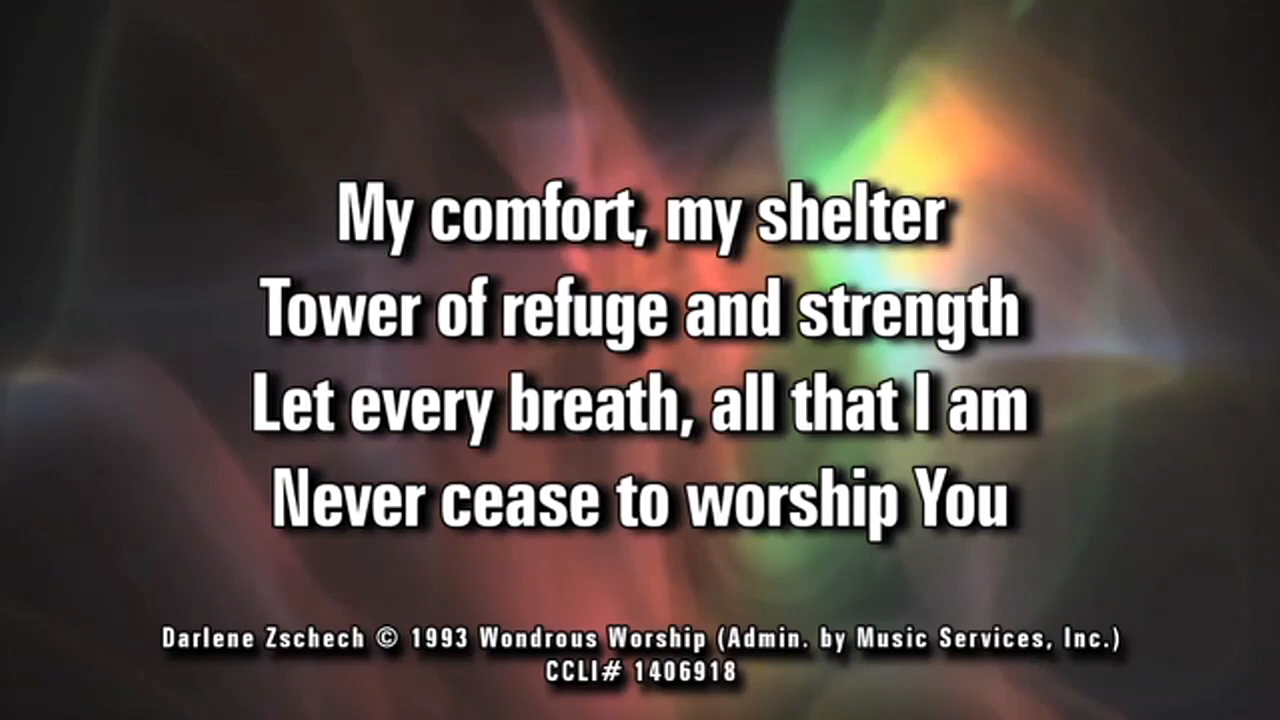 My comfort, my shelter
Tower of refuge and strength
Let every breath, all that I am
Never cease to worship You
Darlene Zschech © 1993 Wondrous Worship (Admin. by Music Services, Inc.)
CCLI# 1406918